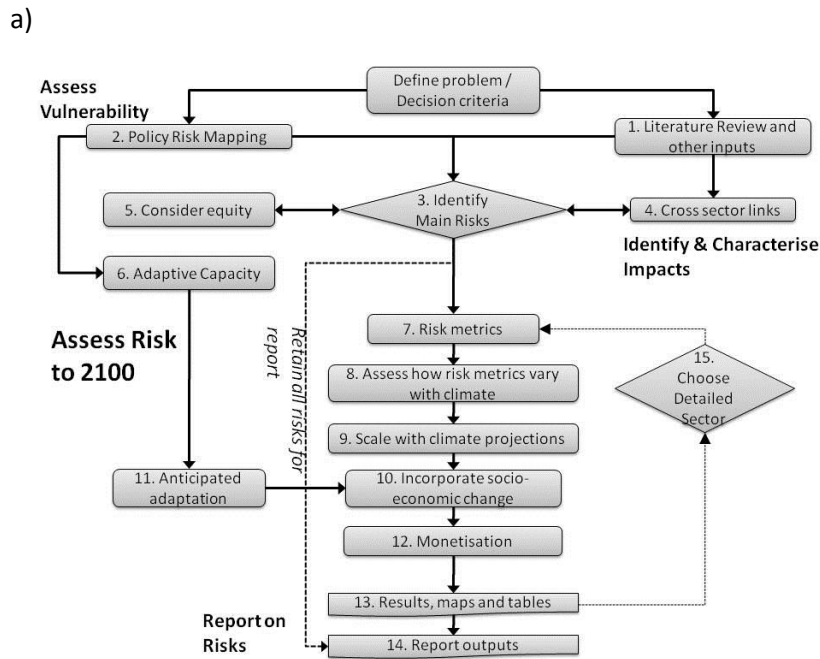 a)
Define problem /
Decision criteria
Assess
Vulnerability
2. Policy Risk Mapping
1. Literature Review and
other inputs
5. Consider equity
3. Identify
Main Risks
4. Cross sector links
Identify & Characterise
Impacts
6. Adaptive Capacity
Assess Risk
to 2100
Retain all risks for
report
7. Risk metrics
8. Assess how risk metrics vary
with climate
15.
Choose
Detailed
Sector
9. Scale with climate projections
11. Anticipated
adaptation
10. Incorporate socio-
economic change
12. Monetisation
13. Results, maps and tables
Report on
Risks
14. Report outputs